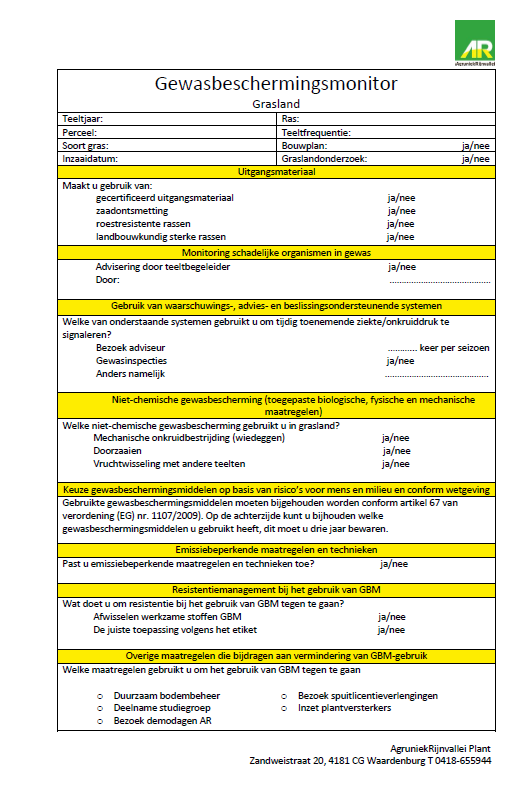 AR
AgruniekRijnvallei
Gewasbeschermingsmonitor
Grasland
Teeltjaar: Ras:
Perceel: Teeltfrequentie:
Soort gras: Bouwplan: ja/nee
Inzaaidatum: Graslandonderzoek: ja/nee
Uitgangsmateriaal
Maakt u gebruik van:
gecertificeerd uitgangsmateriaal ja/nee
zaadontsmetting ja/nee
roestresistente rassen ja/nee
landbouwkundig sterke rassen ja/nee
Monitoring schadelijke organismen in gewas
Advisering door teeltbegeleider ja/nee
Door: ..........................................
Gebruik van waarschuwings-, advies- en beslissingsondersteunende systemen
Welke van onderstaande systemen gebruikt u om tijdig toenemende ziekte/onkruiddruk te
signaleren?
Bezoek adviseur ............ keer per seizoen
Gewasinspecties ja/nee
Anders namelijk ..........................................
Niet-chemische gewasbescherming (toegepaste biologische, fysische en mechanische
maatregelen)
Welke niet-chemische gewasbescherming gebruikt u in grasland?
Mechanische onkruidbestrijding (wiedeggen) ja/nee
Doorzaaien ja/nee
Vruchtwisseling met andere teelten ja/nee
Keuze gewasbeschermingsmiddelen op basis van risico's voor mens en milieu en conform wetgeving
Gebruikte gewasbeschermingsmiddelen moeten bijgehouden worden conform artikel 67 van
verordening (EG) nr. 1107/2009). Op de achterzijde kunt u bijhouden welke
gewasbeschermingsmiddelen u gebruikt heeft, dit moet u drie jaar bewaren.
Emissiebeperkende maatregelen en technieken
Past u emissiebeperkende maatregelen en technieken toe? ja/nee
Resistentiemanagement bij het gebruik van GBM
Wat doet u om resistentie bij het gebruik van GBM tegen te gaan?
Afwisselen werkzame stoffen GBM ja/nee
De juiste toepassing volgens het etiket ja/nee
Overige maatregelen die bijdragen aan vermindering van GBM-gebruik
Welke maatregelen gebruikt u om het gebruik van GBM tegen te gaan
○ Duurzaam bodembeheer ○ Bezoek spuitlicentieverlengingen
○ Deelname studiegroep ○ Inzet plantversterkers
○ Bezoek demodagen AR
AgruniekRijnvallei Plant
Zandweistraat 20, 4181 CG Waardenburg T 0418-655944